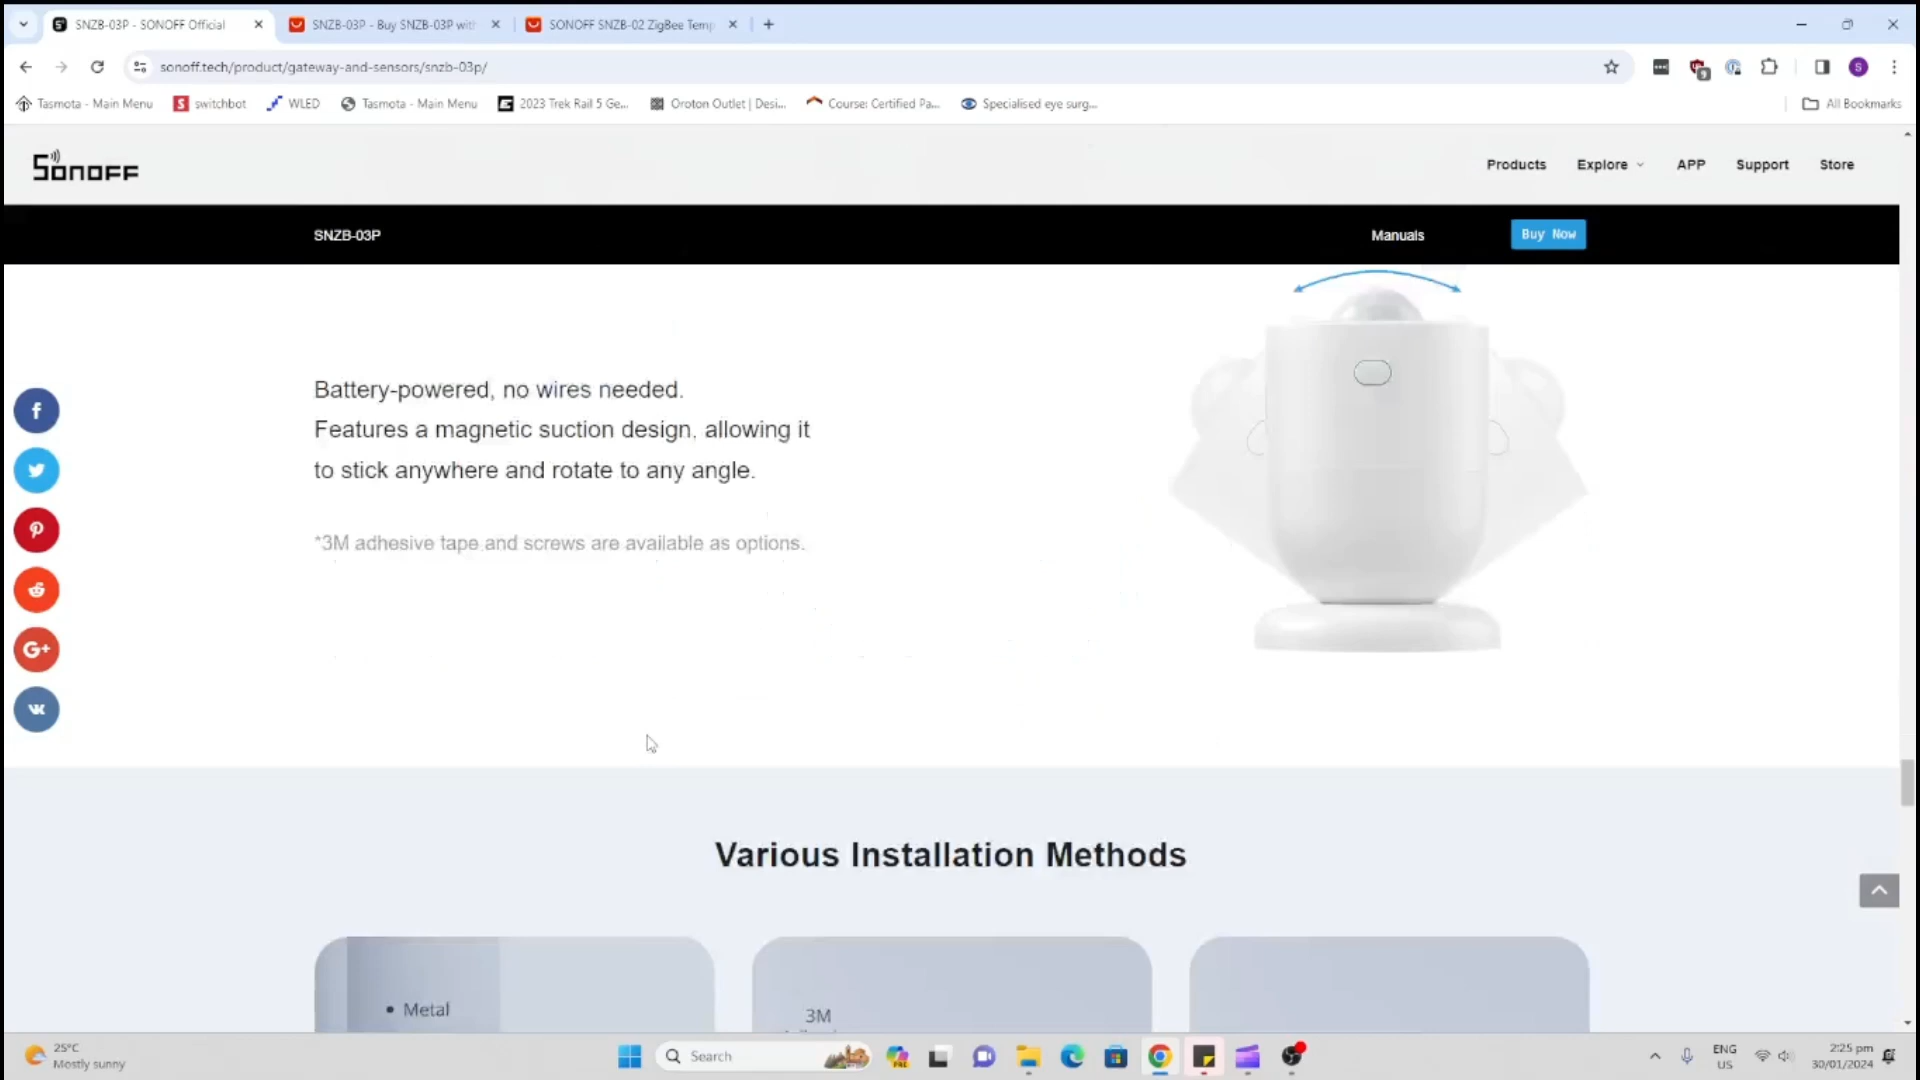 SNZB-03P - SONOFF Official
SNZB-03P - Buy SNZB-03P with
SONOFF SNZB-02 ZigBee Temp
sonoff.tech/product/gateway-and-sensors/snzb-03p/
Tasmota - Main Menu
switchbot
WLED
Tasmota - Main Menu
2023 Trek Rail 5 Ge...
Oroton Outlet | Desi...
Course: Certified Pa...
Specialised eye surg...
All Bookmarks
SONOFF
Products
Explore
APP
Support
Store
SNZB-03P
Manuals
Buy Now
Battery-powered, no wires needed.
Features a magnetic suction design, allowing it
to stick anywhere and rotate to any angle.
*3M adhesive tape and screws are available as options.
Various Installation Methods
• Metal
3M
25°C
Mostly sunny
Search
ENG
US
2:25 pm
30/01/2024